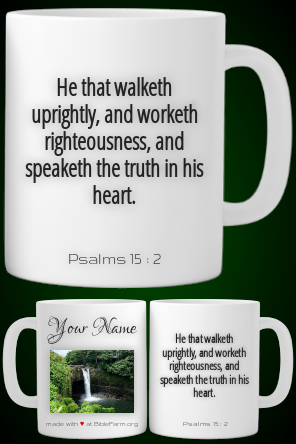 He that walketh
uprightly, and worketh
righteousness, and
speaketh the truth in his
heart.
Psalms 15 : 2
Your Name
made with ♥ at BibleFarm.org
He that walketh
uprightly, and worketh
righteousness, and
speaketh the truth in his
heart.
Psalms 15 : 2